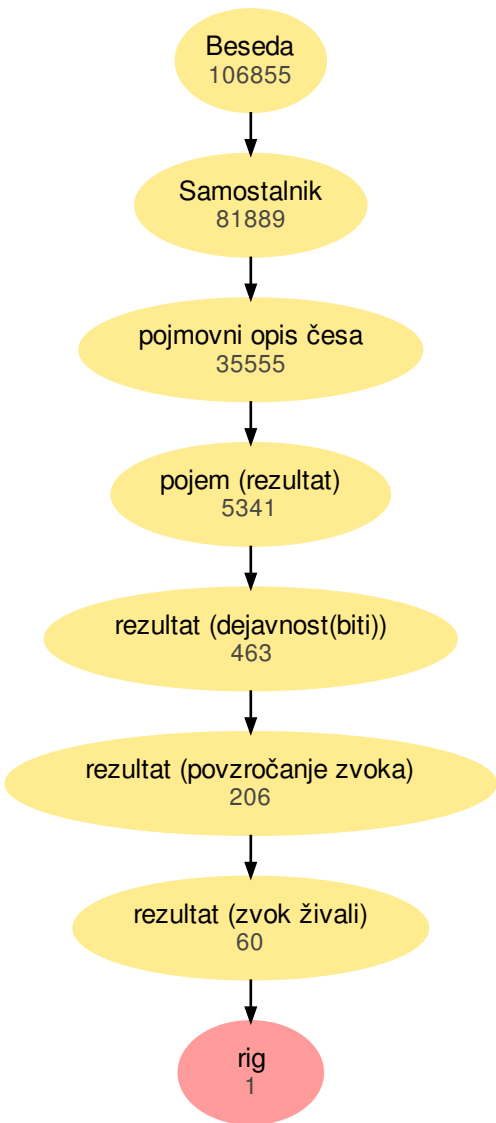 Beseda
106855
Samostalnik
81889
pojmovni opis česa
35555
pojem (rezultat)
5341
rezultat (dejavnost(biti))
463
rezultat (povzročanje zvoka)
206
rezultat (zvok živali)
60
rig
1